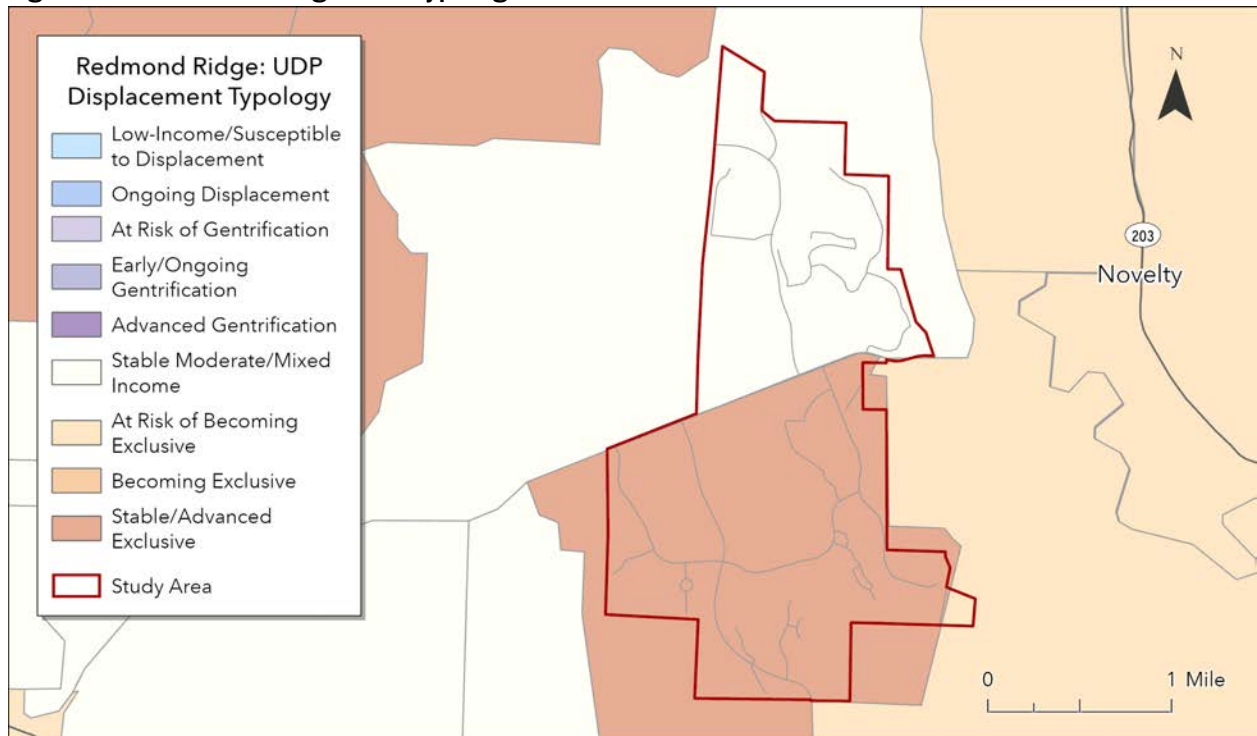 Redmond Ridge: UDP
Displacement Typology
Low-Income/Susceptible
to Displacement
Ongoing Displacement
At Risk of Gentrification
Early/Ongoing
Gentrification
Advanced Gentrification
Stable Moderate/Mixed
Income
At Risk of Becoming
Exclusive
Becoming Exclusive
Stable/Advanced
Exclusive
Study Area
N
203
Novelty
0 1 Mile